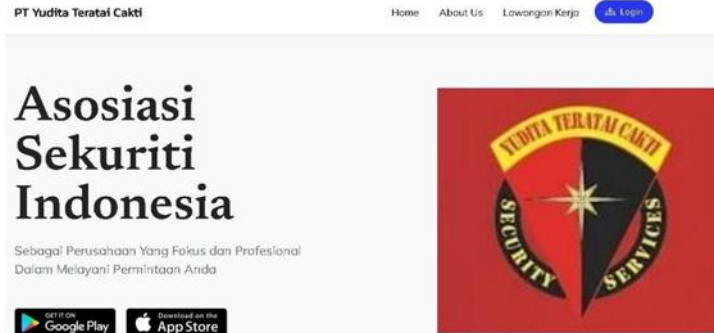 PT Yudita Teratai Cakti
Home About Us Lowongan Kerja Login
Asosiasi
Sekuriti
Indonesia
Sebagai Perusahaan Yang Fokus dan Profesional
Dalam Melayani Permintaan Anda
GET IT ON
Google Play
Download on the
App Store
YUDITA TERATAI CAKTI
SECURITY SERVICES